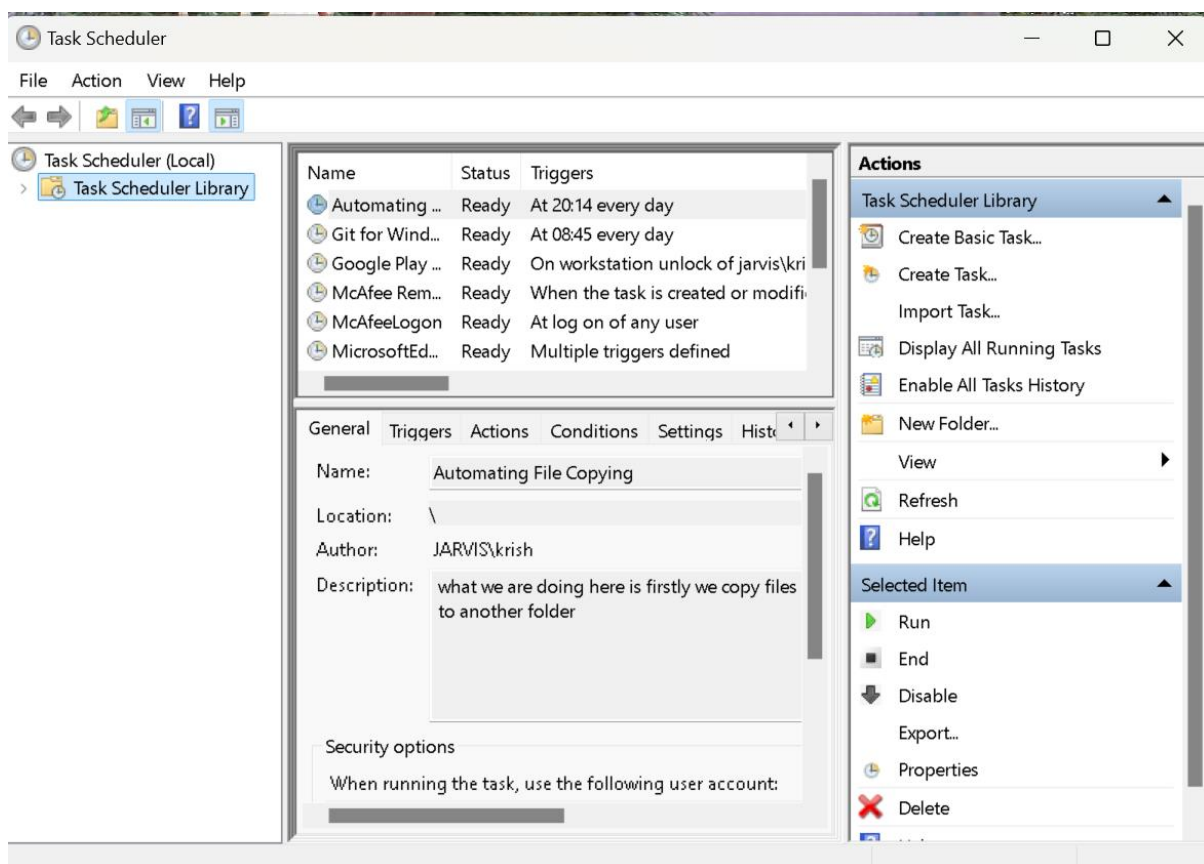 Task Scheduler
File Action View Help
Task Scheduler (Local)
Task Scheduler Library
Name Status Triggers
Automating ... Ready At 20:14 every day
Git for Wind... Ready At 08:45 every day
Google Play ... Ready On workstation unlock of jarvis\kri
McAfee Rem... Ready When the task is created or modifi
McAfeeLogon Ready At log on of any user
MicrosoftEd... Ready Multiple triggers defined
General Triggers Actions Conditions Settings Histo
Name: Automating File Copying
Location: \
Author: JARVIS\krish
Description: what we are doing here is firstly we copy files
to another folder
Security options
When running the task, use the following user account:
Actions
Task Scheduler Library
Create Basic Task...
Create Task...
Import Task...
Display All Running Tasks
Enable All Tasks History
New Folder...
View
Refresh
Help
Selected Item
Run
End
Disable
Export...
Properties
Delete